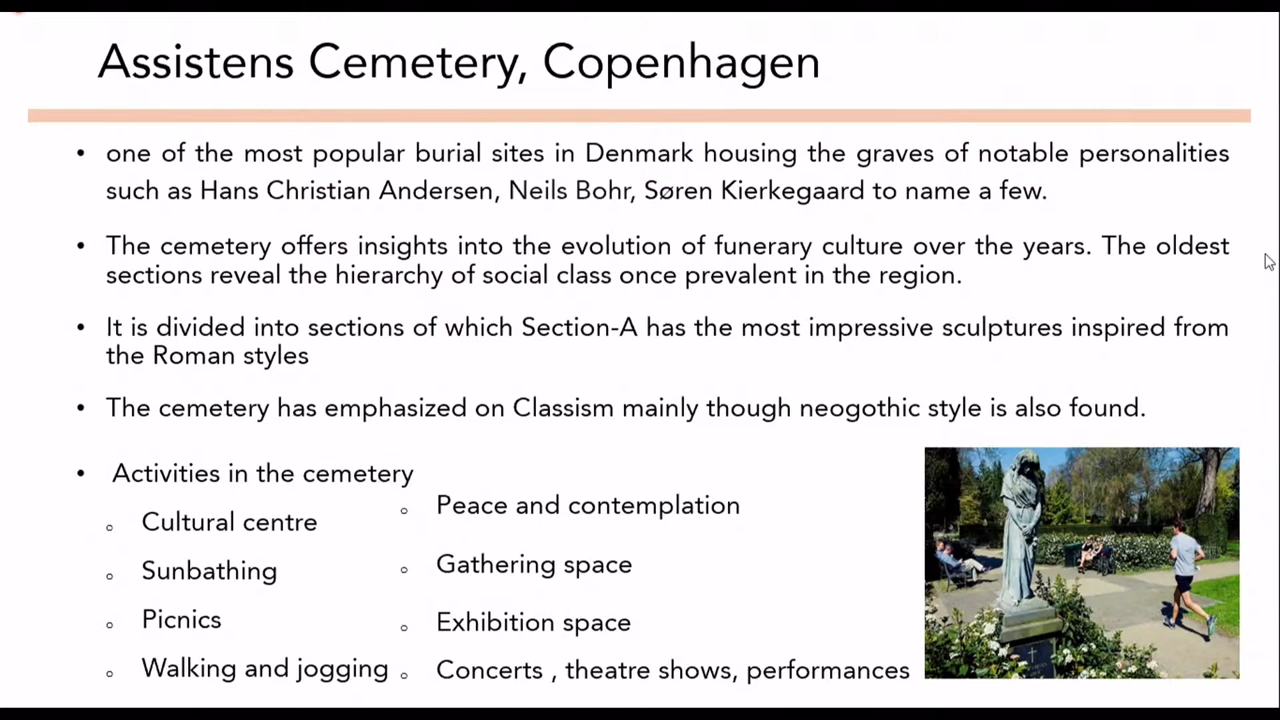 Assistens Cemetery, Copenhagen
• one of the most popular burial sites in Denmark housing the graves of notable personalities
such as Hans Christian Andersen, Neils Bohr, Søren Kierkegaard to name a few.
• The cemetery offers insights into the evolution of funerary culture over the years. The oldest
sections reveal the hierarchy of social class once prevalent in the region.
• It is divided into sections of which Section-A has the most impressive sculptures inspired from
the Roman styles
• The cemetery has emphasized on Classism mainly though neogothic style is also found.
• Activities in the cemetery
◦ Cultural centre
◦ Sunbathing
◦ Picnics
◦ Walking and jogging
◦ Peace and contemplation
◦ Gathering space
◦ Exhibition space
◦ Concerts , theatre shows, performances